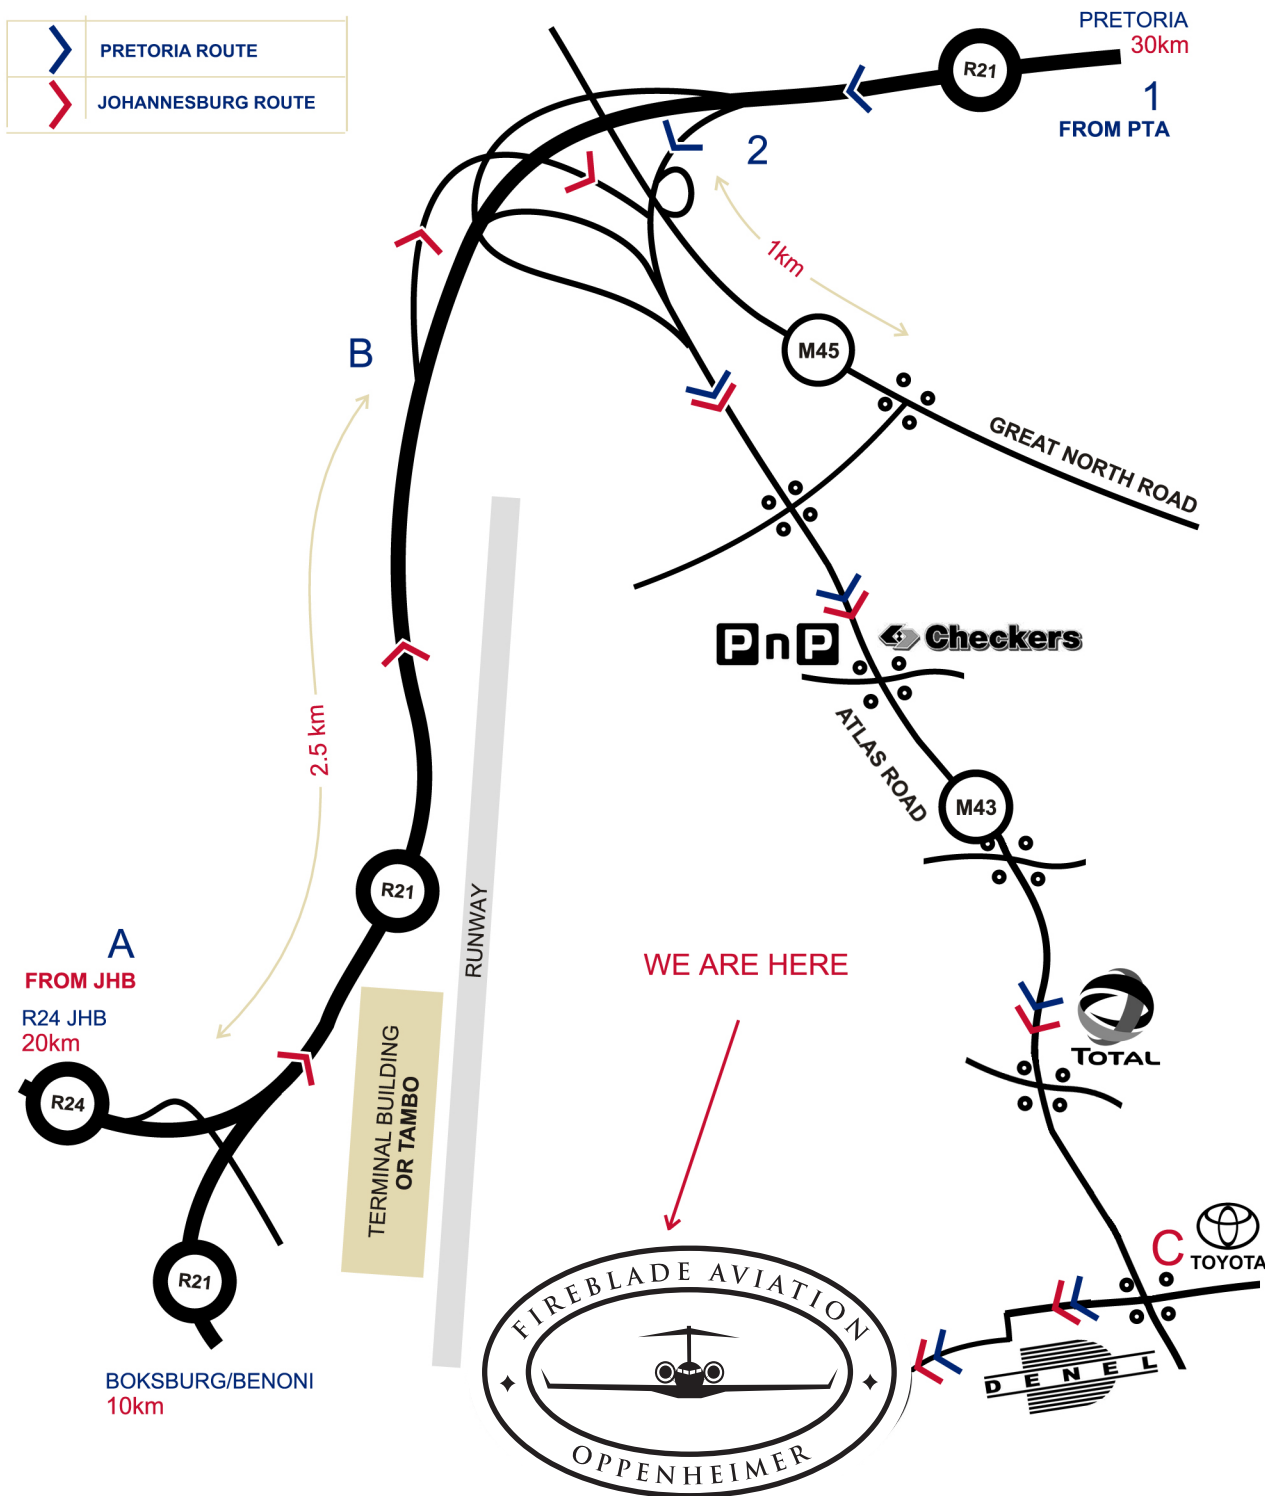 PRETORIA ROUTE
JOHANNESBURG ROUTE
PRETORIA
30km
R21
1
FROM PTA
2
1km
B
M45
GREAT NORTH ROAD
PnP
Checkers
ATLAS ROAD
M43
2.5 km
R21
RUNWAY
A
FROM JHB
R24 JHB
20km
WE ARE HERE
TOTAL
R24
TERMINAL BUILDING
OR TAMBO
C
TOYOTA
R21
BOKSBURG/BENONI
10km
DENEL
FIREBLADE AVIATION
OPPENHEIMER